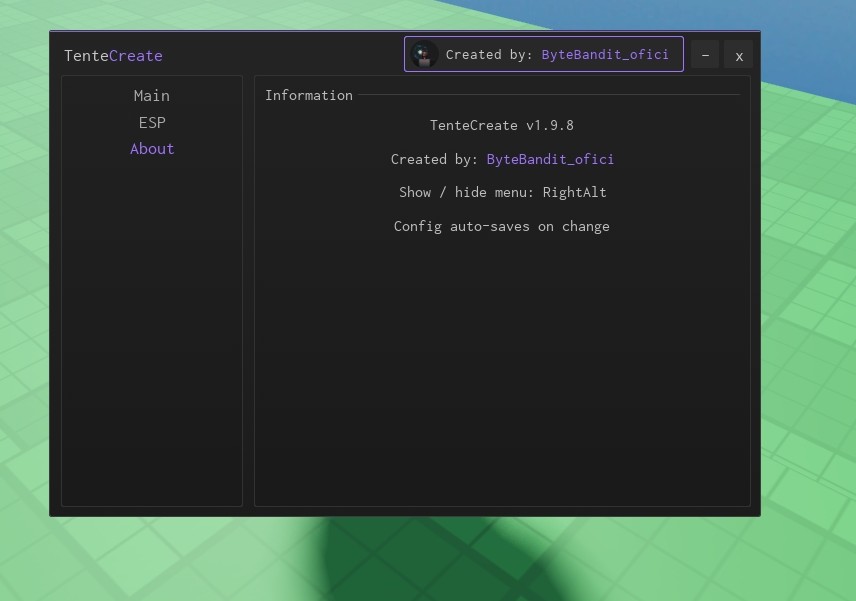 TenteCreate
Created by: ByteBandit_ofici
– x
Main
ESP
About
Information
TenteCreate v1.9.8
Created by: ByteBandit_ofici
Show / hide menu: RightAlt
Config auto-saves on change